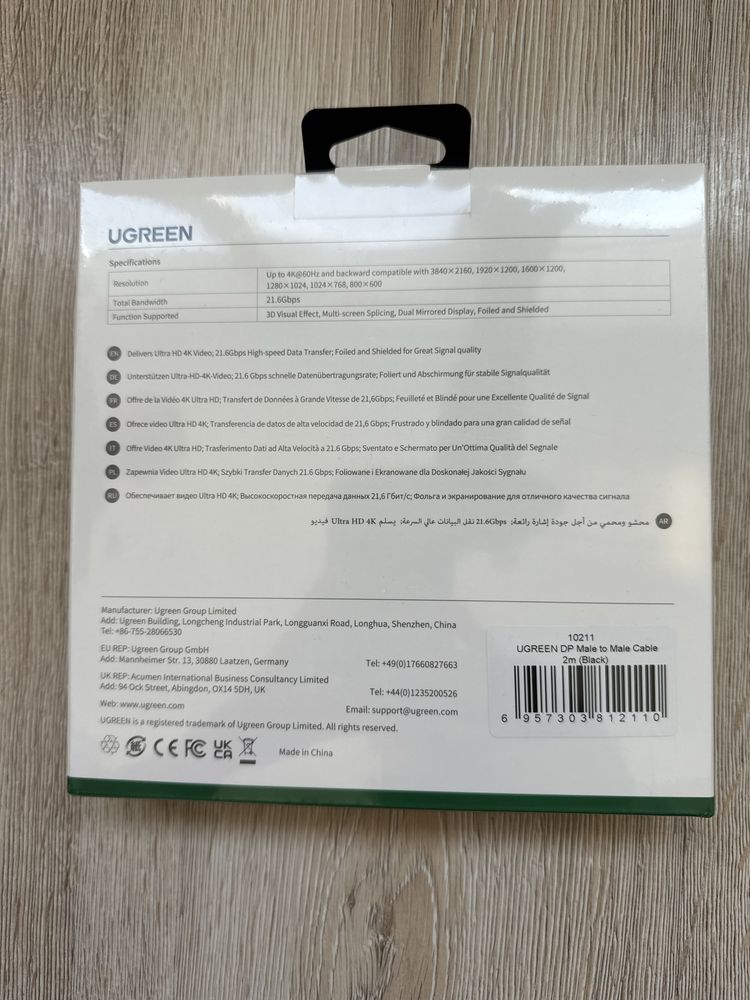 UGREEN
Specifications
Resolution
Up to 4K@60Hz and backward compatible with 3840×2160, 1920×1200, 1600×1200,
1280×1024, 1024×768, 800×600
Total Bandwidth
21.6Gbps
Function Supported
3D Visual Effect, Multi-screen Splicing, Dual Mirrored Display, Foiled and Shielded
EN Delivers Ultra HD 4K Video; 21.6Gbps High-speed Data Transfer; Foiled and Shielded for Great Signal quality
DE Unterstützen Ultra-HD-4K-Video; 21.6 Gbps schnelle Datenübertragungsrate; Foliert und Abschirmung für stabile Signalqualität
FR Offre de la Vidéo 4K Ultra HD; Transfert de Données à Grande Vitesse de 21,6Gbps; Feuilleté et Blindé pour une Excellente Qualité de Signal
ES Ofrece video Ultra HD 4K; Transferencia de datos de alta velocidad de 21,6 Gbps; Frustrado y blindado para una gran calidad de señal
IT Offre Video 4K Ultra HD; Trasferimento Dati ad Alta Velocità a 21.6 Gbps; Sventato e Schermato per Un'Ottima Qualità del Segnale
PL Zapewnia Video Ultra HD 4K; Szybki Transfer Danych 21.6 Gbps; Foliowane i Ekranowane dla Doskonałej Jakości Sygnału
RU Обеспечивает видео Ultra HD 4K; Высокоскоростная передача данных 21,6 Гбит/с; Фольга и экранирование для отличного качества сигнала
AR محشو ومحمي من أجل جودة إشارة رائعة; 21.6Gbps نقل البيانات عالي السرعة; يسلم Ultra HD 4K فيديو
Manufacturer: Ugreen Group Limited
Add: Ugreen Building, Longcheng Industrial Park, Longguanxi Road, Longhua, Shenzhen, China
Tel: +86-755-28066530
EU REP: Ugreen Group GmbH
Add: Mannheimer Str. 13, 30880 Laatzen, Germany
Tel: +49(0)17660827663
UK REP: Acumen International Business Consultancy Limited
Add: 94 Ock Street, Abingdon, OX14 5DH, UK
Tel: +44(0)1235200526
Web: www.ugreen.com
Email: support@ugreen.com
UGREEN is a registered trademark of Ugreen Group Limited. All rights reserved.
CE FC UK CA
Made in China
10211
UGREEN DP Male to Male Cable
2m (Black)
6 957303 812110